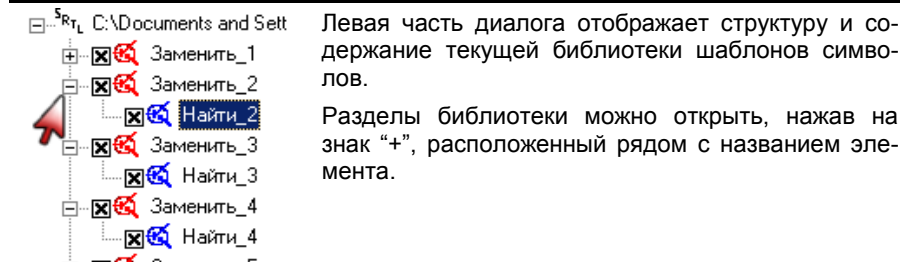 SRTL C:\Documents and Sett
Заменить_1
Заменить_2
Найти_2
Заменить_3
Найти_3
Заменить_4
Найти_4
Левая часть диалога отображает структуру и со-
держание текущей библиотеки шаблонов симво-
лов.
Разделы библиотеки можно открыть, нажав на
знак “+”, расположенный рядом с названием эле-
мента.